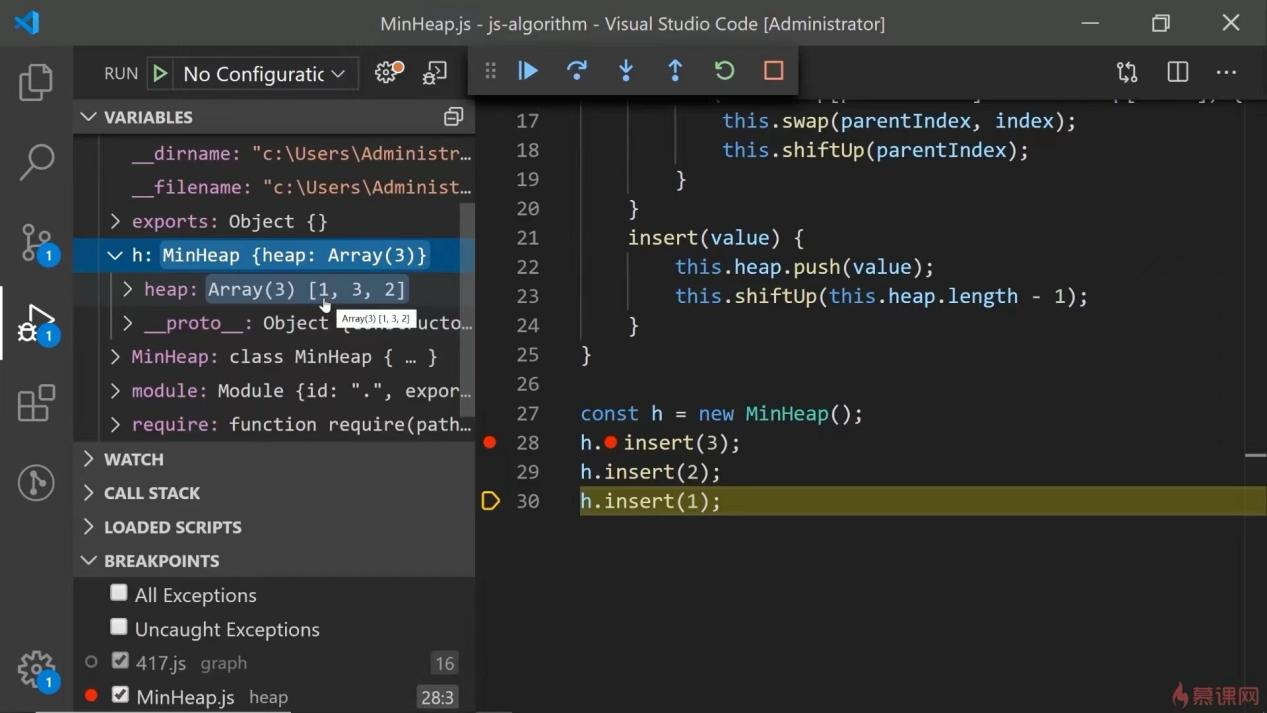 MinHeap.js - js-algorithm - Visual Studio Code [Administrator]
RUN No Configuratic
VARIABLES
__dirname: "c:\Users\Administr…
__filename: "c:\Users\Administ…
exports: Object {}
h: MinHeap {heap: Array(3)}
heap: Array(3) [1, 3, 2]
Array(3) [1, 3, 2]
__proto__: Object {constructo…
MinHeap: class MinHeap { … }
module: Module {id: ".", expor…
require: function require(path…
WATCH
CALL STACK
LOADED SCRIPTS
BREAKPOINTS
All Exceptions
Uncaught Exceptions
417.js graph 16
MinHeap.js heap 28:3
1
1
1
17 this.swap(parentIndex, index);
18 this.shiftUp(parentIndex);
19 }
20 }
21 insert(value) {
22 this.heap.push(value);
23 this.shiftUp(this.heap.length - 1);
24 }
25 }
26
27 const h = new MinHeap();
28 h.insert(3);
29 h.insert(2);
30 h.insert(1);
慕课网